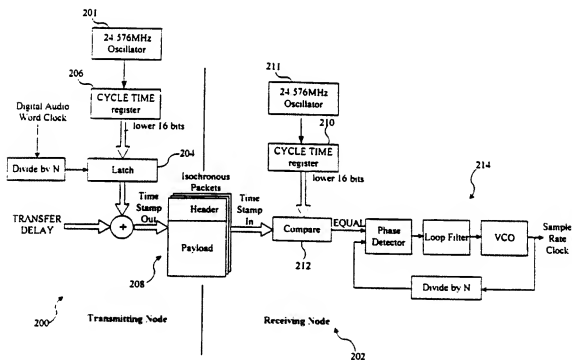 201
24 576MHz
Oscillator
206
CYCLE TIME
register
lower 16 bits
Digital Audio
Word Clock
Divide by N
Latch
204
TRANSFER
DELAY
+
Time
Stamp
Out
Isochronous
Packets
Header
Payload
208
200
Transmitting Node
211
24 576MHz
Oscillator
210
CYCLE TIME
register
lower 16 bits
Time
Stamp
In
Compare
212
EQUAL
Phase
Detector
Loop Filter
VCO
214
Sample
Rate
Clock
Divide by N
Receiving Node
202